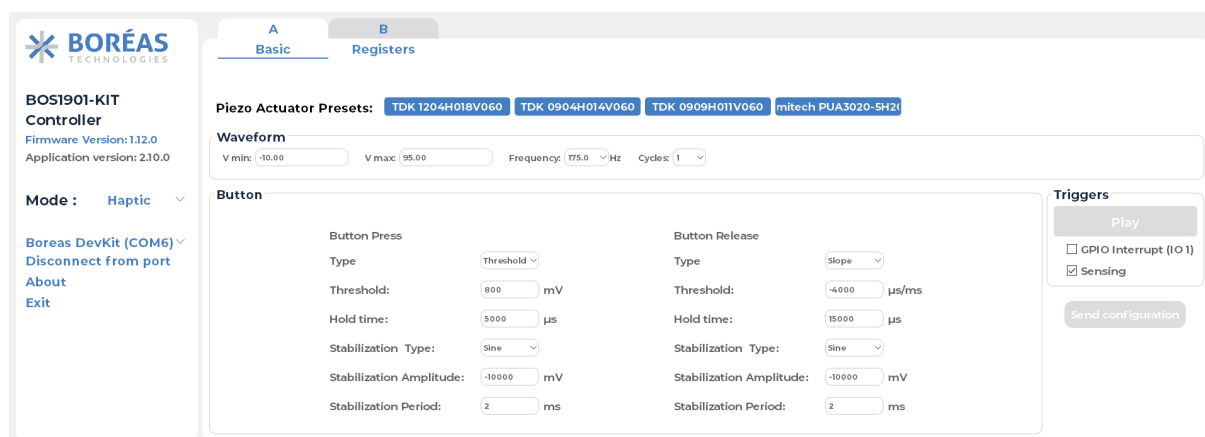 BORÉAS
TECHNOLOGIES
BOS1901-KIT
Controller
Firmware Version: 1.12.0
Application version: 2.10.0
Mode : Haptic
Boreas DevKit (COM6)
Disconnect from port
About
Exit
A B
Basic Registers
Piezo Actuator Presets: TDK 1204H018V060 TDK 0904H014V060 TDK 0909H011V060 mitech PUA3020-5H20
Waveform
V min: -10.00 V max: 95.00 Frequency: 175.0 Hz Cycles: 1
Button
Button Press Button Release
Type Threshold Type Slope
Threshold: 800 mV Threshold: -4000 µs/ms
Hold time: 5000 µs Hold time: 15000 µs
Stabilization Type: Sine Stabilization Type: Sine
Stabilization Amplitude: -10000 mV Stabilization Amplitude: -10000 mV
Stabilization Period: 2 ms Stabilization Period: 2 ms
Triggers
Play
GPIO Interrupt (IO 1)
Sensing
Send configuration